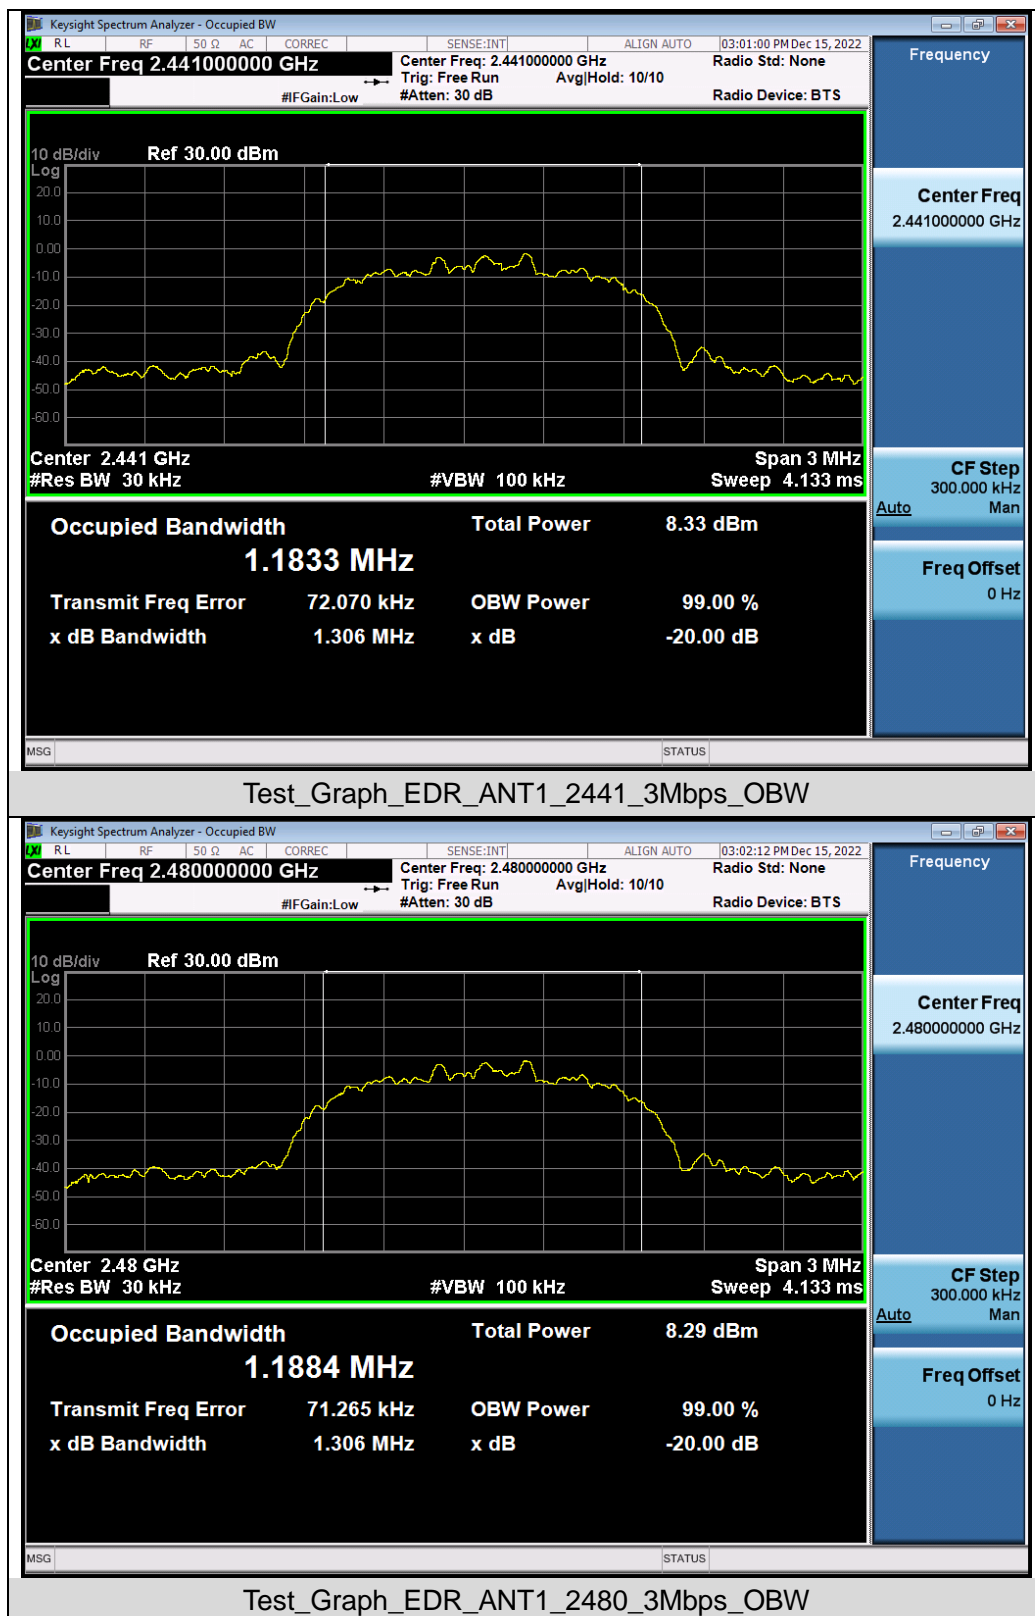 Keysight Spectrum Analyzer - Occupied BW
LXI RL RF 50 Ω AC CORREC SENSE:INT ALIGN AUTO 03:01:00 PM Dec 15, 2022
Center Freq 2.441000000 GHz
Center Freq: 2.441000000 GHz
Radio Std: None
Trig: Free Run Avg|Hold: 10/10
#IFGain:Low
#Atten: 30 dB
Radio Device: BTS
Frequency
10 dB/div Ref 30.00 dBm
Log
20.0
10.0
0.00
-10.0
-20.0
-30.0
-40.0
-50.0
-60.0
Center Freq
2.441000000 GHz
Center 2.441 GHz Span 3 MHz
#Res BW 30 kHz #VBW 100 kHz Sweep 4.133 ms
CF Step
300.000 kHz
Auto Man
Occupied Bandwidth Total Power 8.33 dBm
1.1833 MHz
Transmit Freq Error 72.070 kHz OBW Power 99.00 %
x dB Bandwidth 1.306 MHz x dB -20.00 dB
Freq Offset
0 Hz
MSG STATUS
Test_Graph_EDR_ANT1_2441_3Mbps_OBW
Keysight Spectrum Analyzer - Occupied BW
LXI RL RF 50 Ω AC CORREC SENSE:INT ALIGN AUTO 03:02:12 PM Dec 15, 2022
Center Freq 2.480000000 GHz
Center Freq: 2.480000000 GHz
Radio Std: None
Trig: Free Run Avg|Hold: 10/10
#IFGain:Low
#Atten: 30 dB
Radio Device: BTS
Frequency
10 dB/div Ref 30.00 dBm
Log
20.0
10.0
0.00
-10.0
-20.0
-30.0
-40.0
-50.0
-60.0
Center Freq
2.480000000 GHz
Center 2.48 GHz Span 3 MHz
#Res BW 30 kHz #VBW 100 kHz Sweep 4.133 ms
CF Step
300.000 kHz
Auto Man
Occupied Bandwidth Total Power 8.29 dBm
1.1884 MHz
Transmit Freq Error 71.265 kHz OBW Power 99.00 %
x dB Bandwidth 1.306 MHz x dB -20.00 dB
Freq Offset
0 Hz
MSG STATUS
Test_Graph_EDR_ANT1_2480_3Mbps_OBW